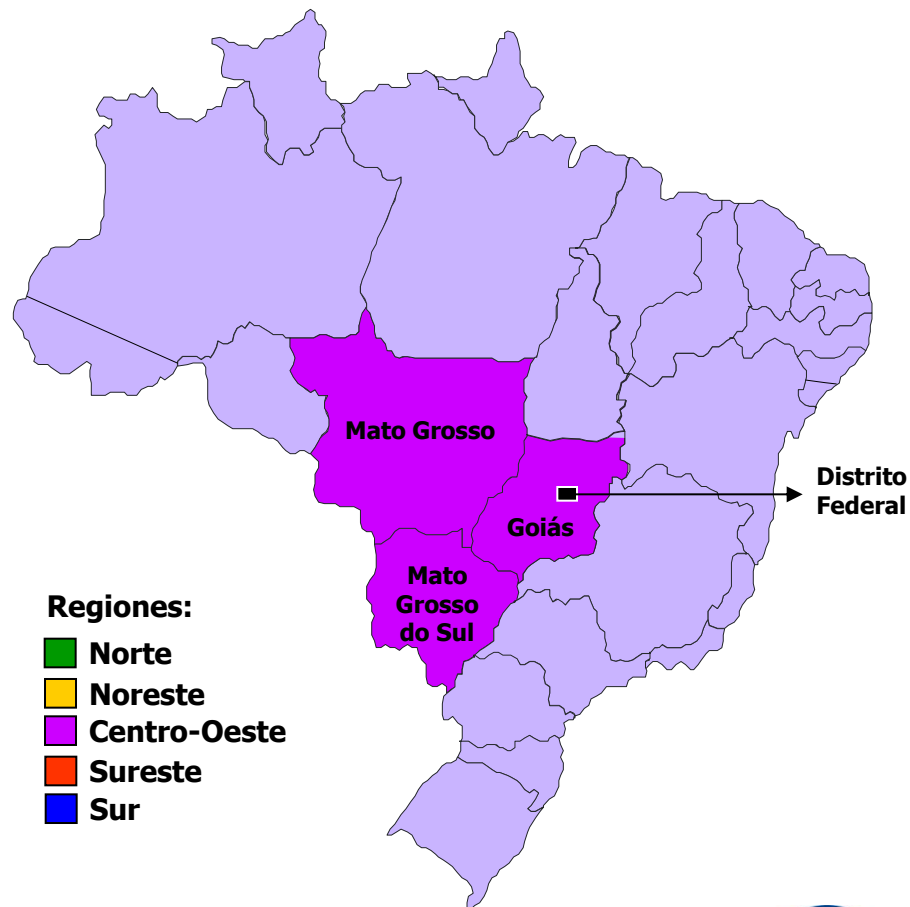 Mato Grosso
Distrito
Federal
Goiás
Mato
Grosso
do Sul
Regiones:
Norte
Noreste
Centro-Oeste
Sureste
Sur